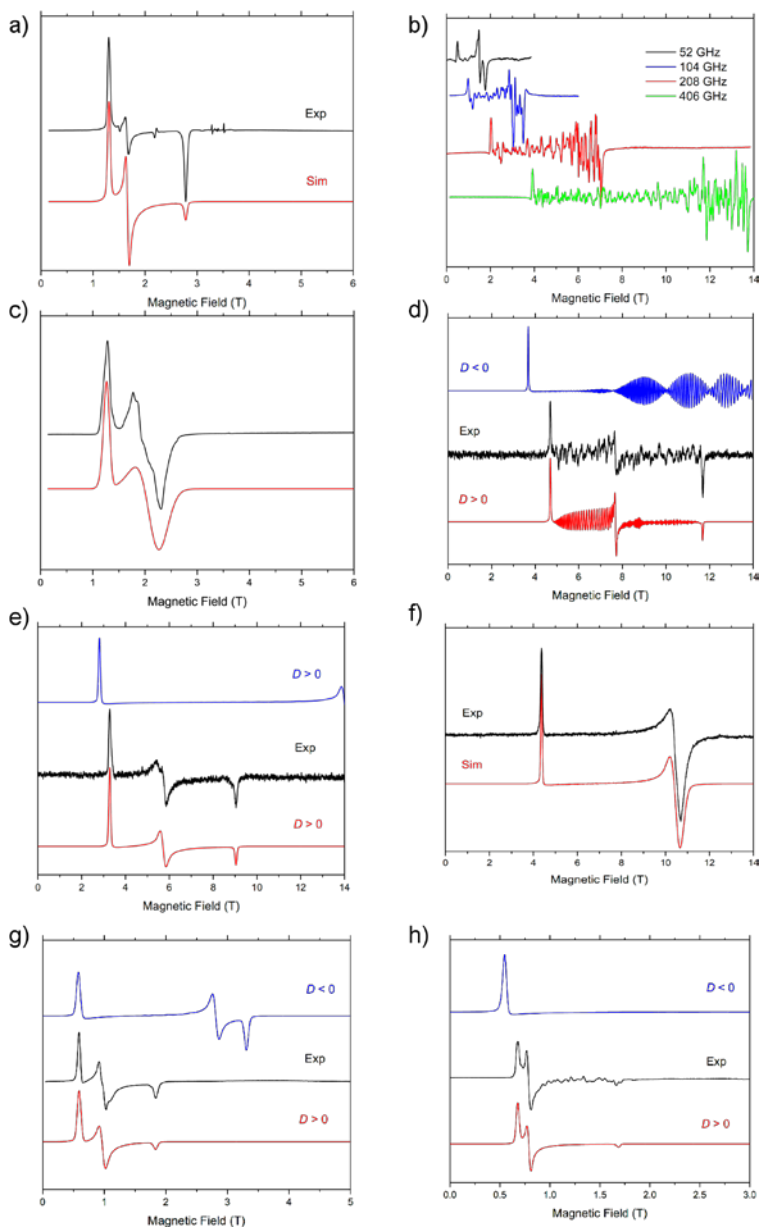 a)
Exp
Sim
0 1 2 3 4 5 6
Magnetic Field (T)
b)
52 GHz
104 GHz
208 GHz
406 GHz
0 2 4 6 8 10 12 14
Magnetic Field (T)
c)
0 1 2 3 4 5 6
Magnetic Field (T)
d)
D < 0
Exp
D > 0
0 2 4 6 8 10 12 14
Magnetic Field (T)
e)
D > 0
Exp
D > 0
0 2 4 6 8 10 12 14
Magnetic Field (T)
f)
Exp
Sim
0 2 4 6 8 10 12 14
Magnetic Field (T)
g)
D < 0
Exp
D > 0
0 1 2 3 4 5
Magnetic Field (T)
h)
D < 0
Exp
D > 0
0.0 0.5 1.0 1.5 2.0 2.5 3.0
Magnetic Field (T)